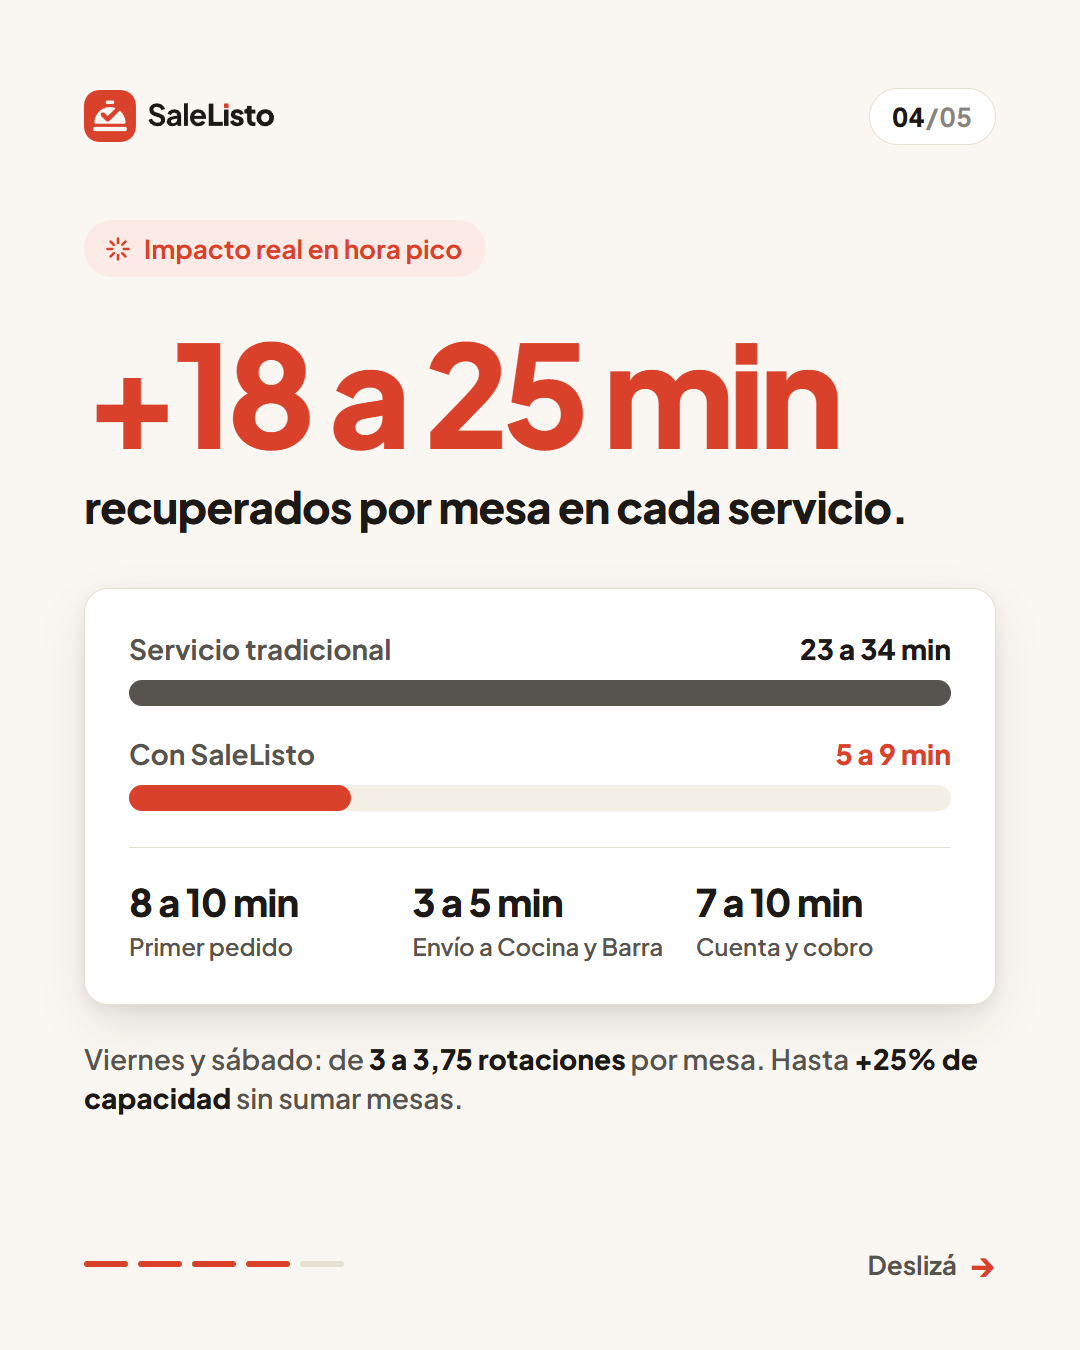 SaleListo
04/05
Impacto real en hora pico
+18 a 25 min
recuperados por mesa en cada servicio.
Servicio tradicional
23 a 34 min
Con SaleListo
5 a 9 min
8 a 10 min
Primer pedido
3 a 5 min
Envío a Cocina y Barra
7 a 10 min
Cuenta y cobro
Viernes y sábado: de 3 a 3,75 rotaciones por mesa. Hasta +25% de
capacidad sin sumar mesas.
Deslizá →